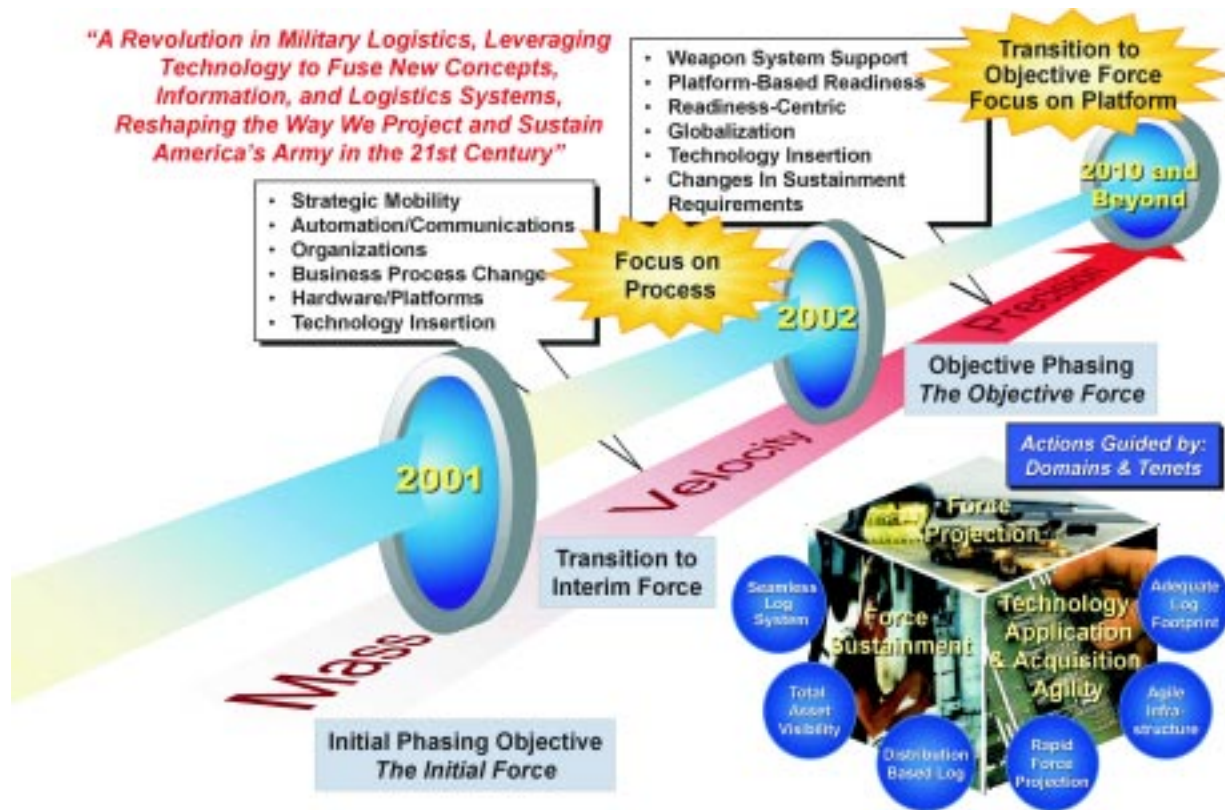 “A Revolution in Military Logistics, Leveraging
Technology to Fuse New Concepts,
Information, and Logistics Systems,
Reshaping the Way We Project and Sustain
America’s Army in the 21st Century”
• Weapon System Support
• Platform-Based Readiness
• Readiness-Centric
• Globalization
• Technology Insertion
• Changes In Sustainment
Requirements
Transition to
Objective Force
Focus on Platform
2010 and
Beyond
• Strategic Mobility
• Automation/Communications
• Organizations
• Business Process Change
• Hardware/Platforms
• Technology Insertion
Focus on
Process
2002
2001
Precision
Velocity
Mass
Objective Phasing
The Objective Force
Transition to
Interim Force
Initial Phasing Objective
The Initial Force
Actions Guided by:
Domains & Tenets
Force
Projection
Force
Sustainment
Technology
Application
& Acquisition
Agility
Seamless
Log
System
Total
Asset
Visibility
Distribution
Based Log
Rapid
Force
Projection
Agile
Infra-
structure
Adequate
Log
Footprint